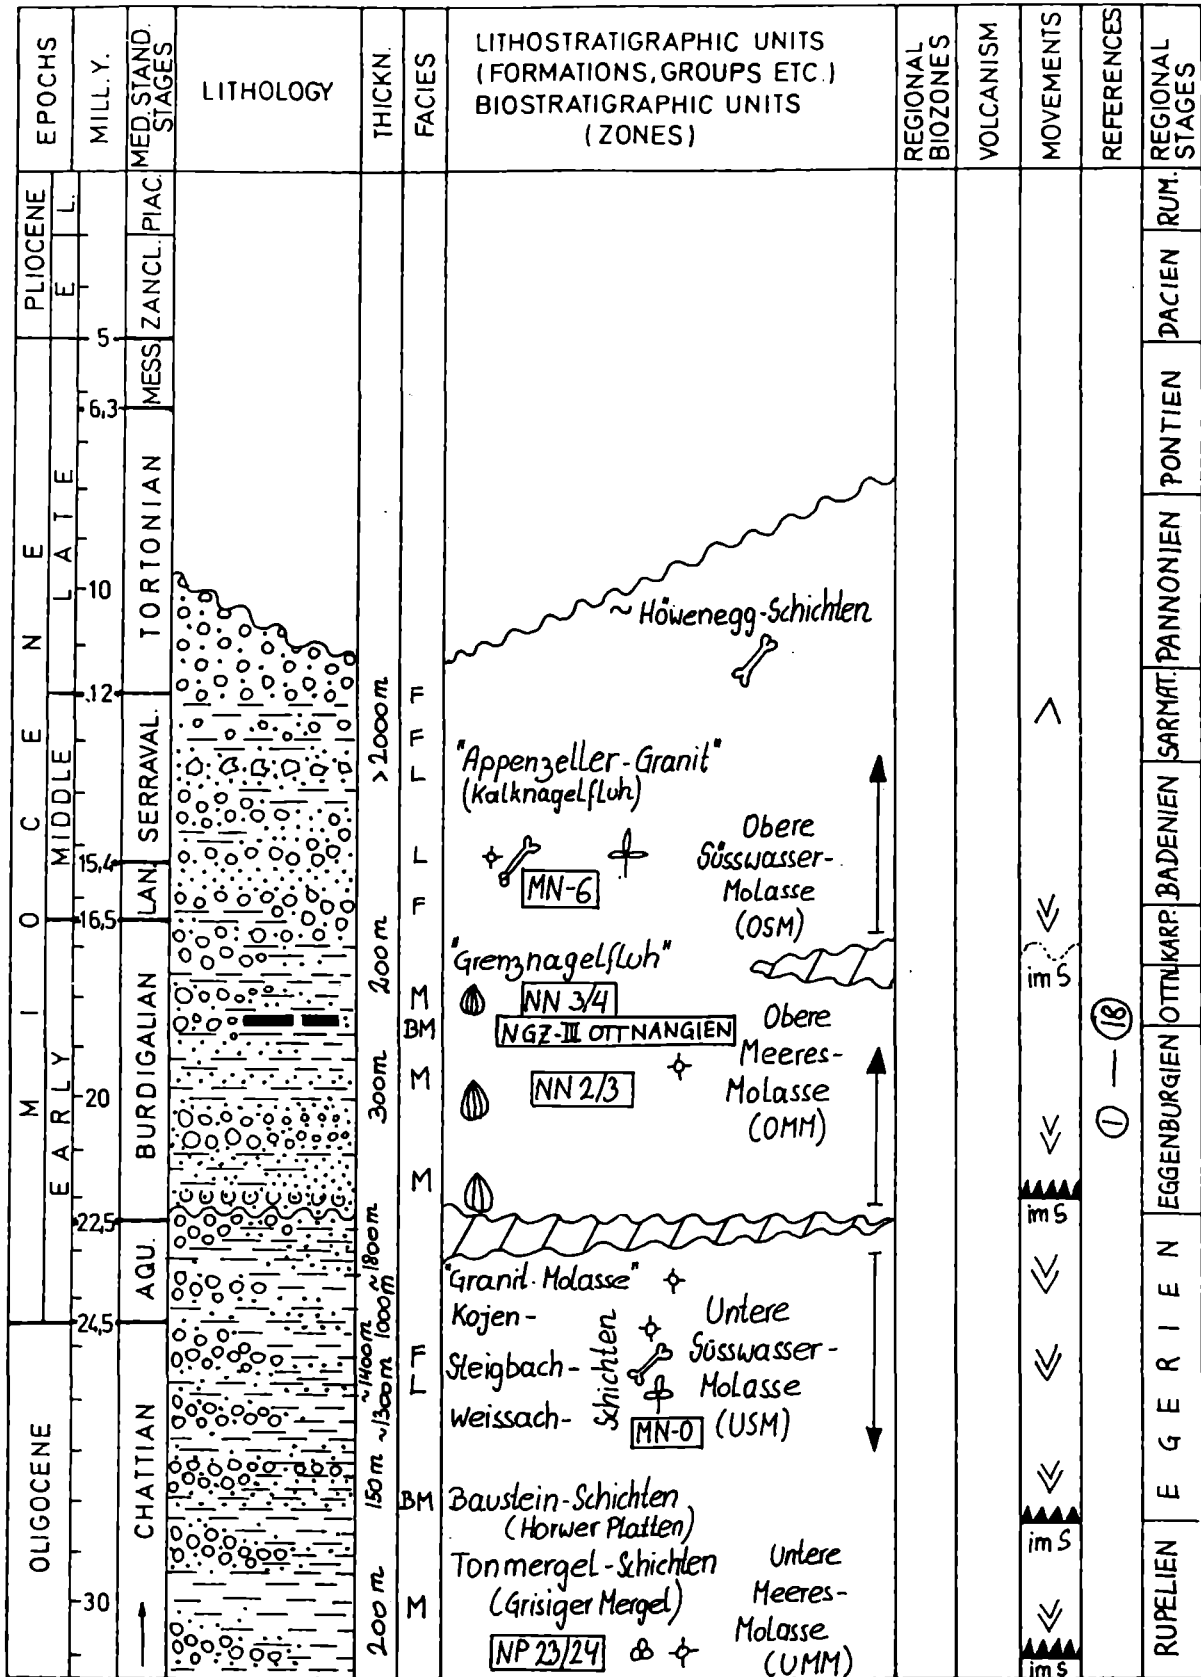 EPOCHS
MILL. Y.
MED. STAND. STAGES
LITHOLOGY
THICKN.
FACIES
LITHOSTRATIGRAPHIC UNITS
(FORMATIONS, GROUPS ETC.)
BIOSTRATIGRAPHIC UNITS
(ZONES)
REGIONAL BIOZONES
VOLCANISM
MOVEMENTS
REFERENCES
REGIONAL STAGES
PLIOCENE
L.
E
MIOCENE
LATE
MIDDLE
EARLY
OLIGOCENE
5
6,3
10
12
15,4
16,5
20
22,5
24,5
30
PIAC.
ZANCL.
MESS.
TORTONIAN
SERRAVAL.
LAN.
BURDIGALIAN
AQU.
CHATTIAN
>2000 m
200 m
300 m
~1800 m
1000 m
~1400 m
~1300 m
150 m
200 m
F
F
L
L
F
M
BM
M
M
F
L
BM
M
~ Höwenegg-Schichten
"Appenzeller-Granit"
(Kalknagelfluh)
MN-6
Obere
Süsswasser-
Molasse
(OSM)
"Grenznagelfluh"
NN 3/4
NGZ-III OTTNANGIEN
NN 2/3
Obere
Meeres-
Molasse
(OMM)
"Granit-Molasse"
Kojen-
Steigbach-
Weissach-
Schichten
MN-0
Untere
Süsswasser-
Molasse
(USM)
Baustein-Schichten
(Horwer Platten)
Tonmergel-Schichten
(Grisiger Mergel)
NP 23/24
Untere
Meeres-
Molasse
(UMM)
im S
im S
im S
im S
1 — 18
RUM.
DACIEN
PONTIEN
PANNONIEN
SARMAT.
BADENIEN
KARP.
OTTN.
EGGENBURGIEN
EGERIEN
RUPELIEN